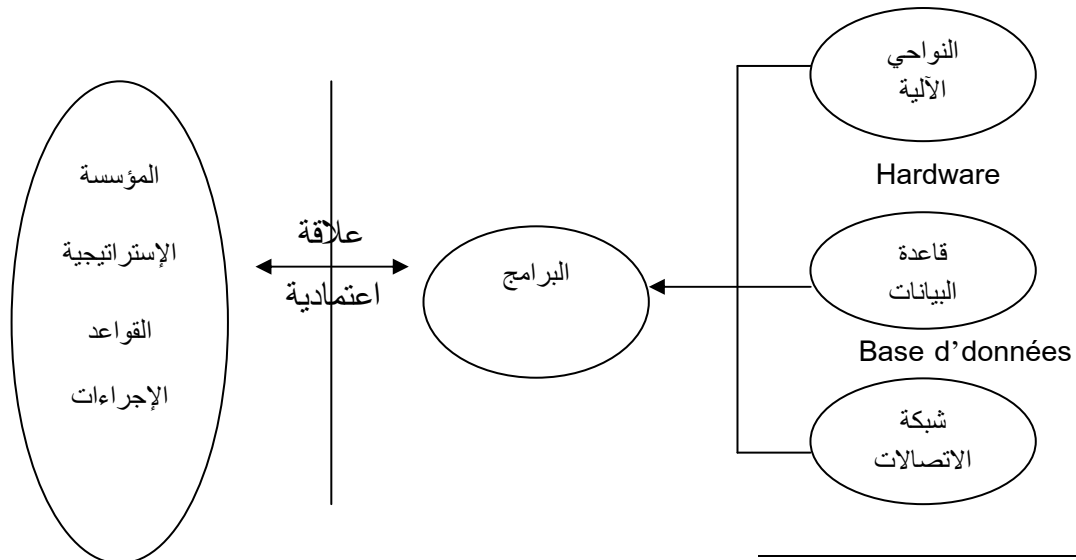 النواحي
الآلية
Hardware
المؤسسة
الإستراتيجية
القواعد
الإجراءات
علاقة
اعتمادية
البرامج
قاعدة
البيانات
Base d’données
شبكة
الاتصالات